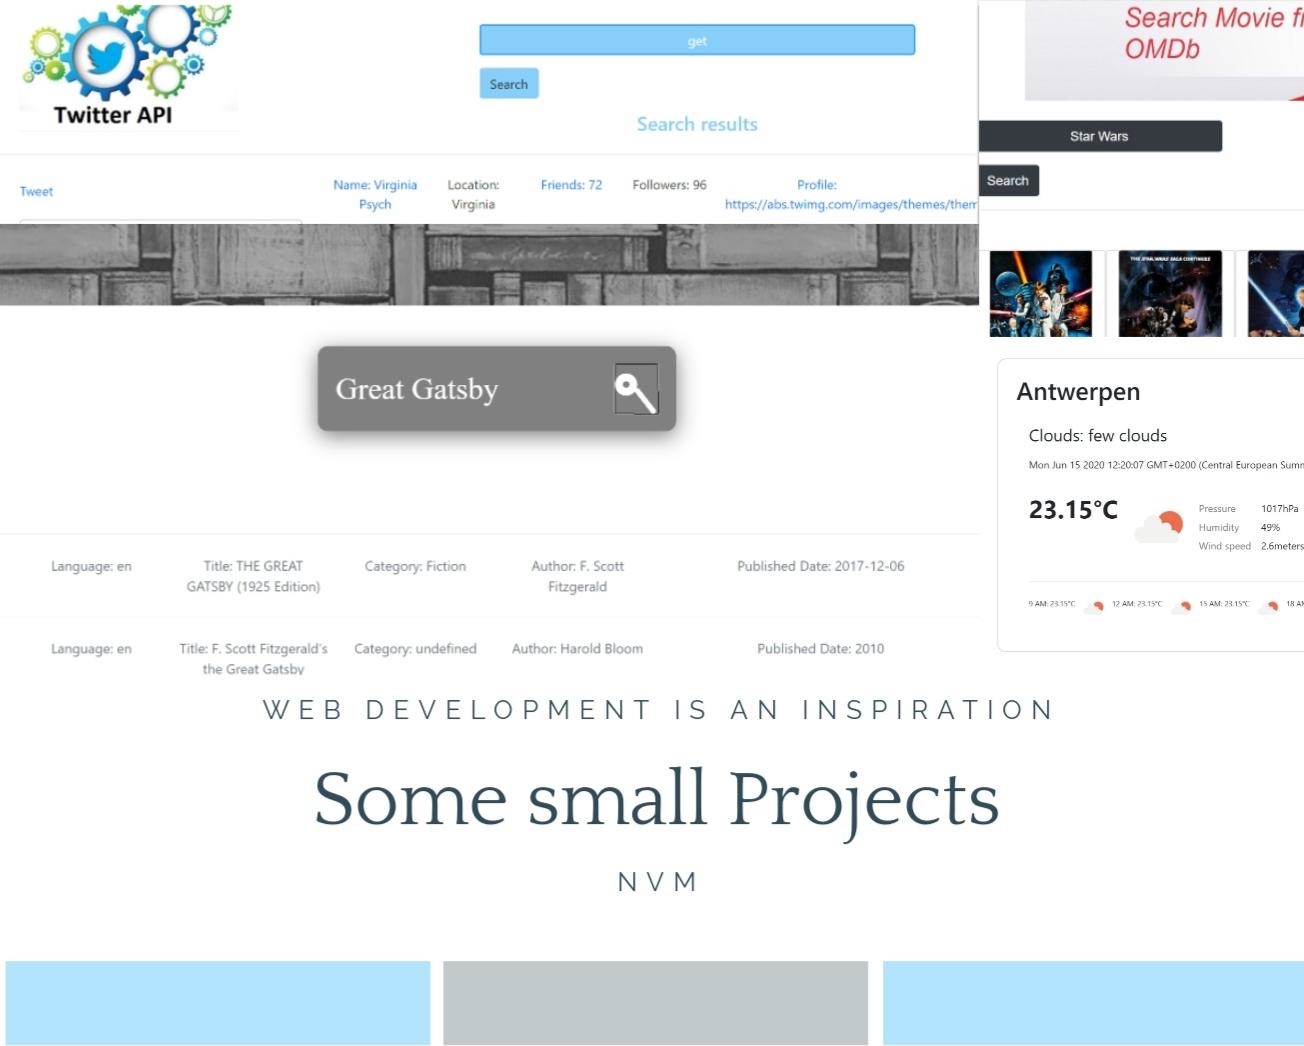 Twitter API
get
Search
Search results
Tweet
Name: Virginia
Psych
Location:
Virginia
Friends: 72
Followers: 96
Profile:
https://abs.twimg.com/images/themes/them
Search Movie f
OMDb
Star Wars
Search
THE STAR WARS SAGA CONTINUES
Great Gatsby
Language: en
Title: THE GREAT
GATSBY (1925 Edition)
Category: Fiction
Author: F. Scott
Fitzgerald
Published Date: 2017-12-06
Language: en
Title: F. Scott Fitzgerald's
the Great Gatsby
Category: undefined
Author: Harold Bloom
Published Date: 2010
Antwerpen
Clouds: few clouds
Mon Jun 15 2020 12:20:07 GMT+0200 (Central European Summ
23.15°C
Pressure 1017hPa
Humidity 49%
Wind speed 2.6meters
9 AM: 23.15°C 12 AM: 23.15°C 15 AM: 23.15°C 18 AM
WEB DEVELOPMENT IS AN INSPIRATION
Some small Projects
NVM